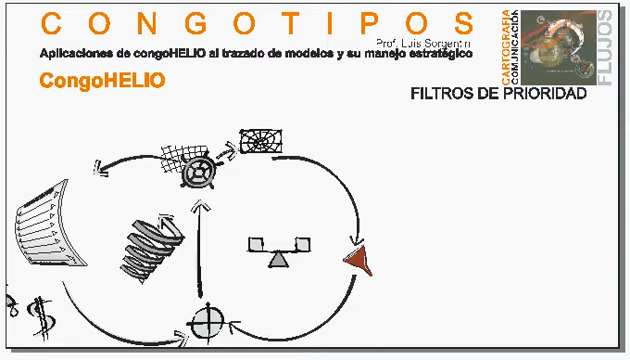 CONGOTIPOS
Prof. Luis Sorgentini
Aplicaciones de congoHELIO al trazado de modelos y su manejo estratégico
CongoHELIO
CARTOGRAFIA
COMUNICACIÓN
FLUJOS
FILTROS DE PRIORIDAD
$